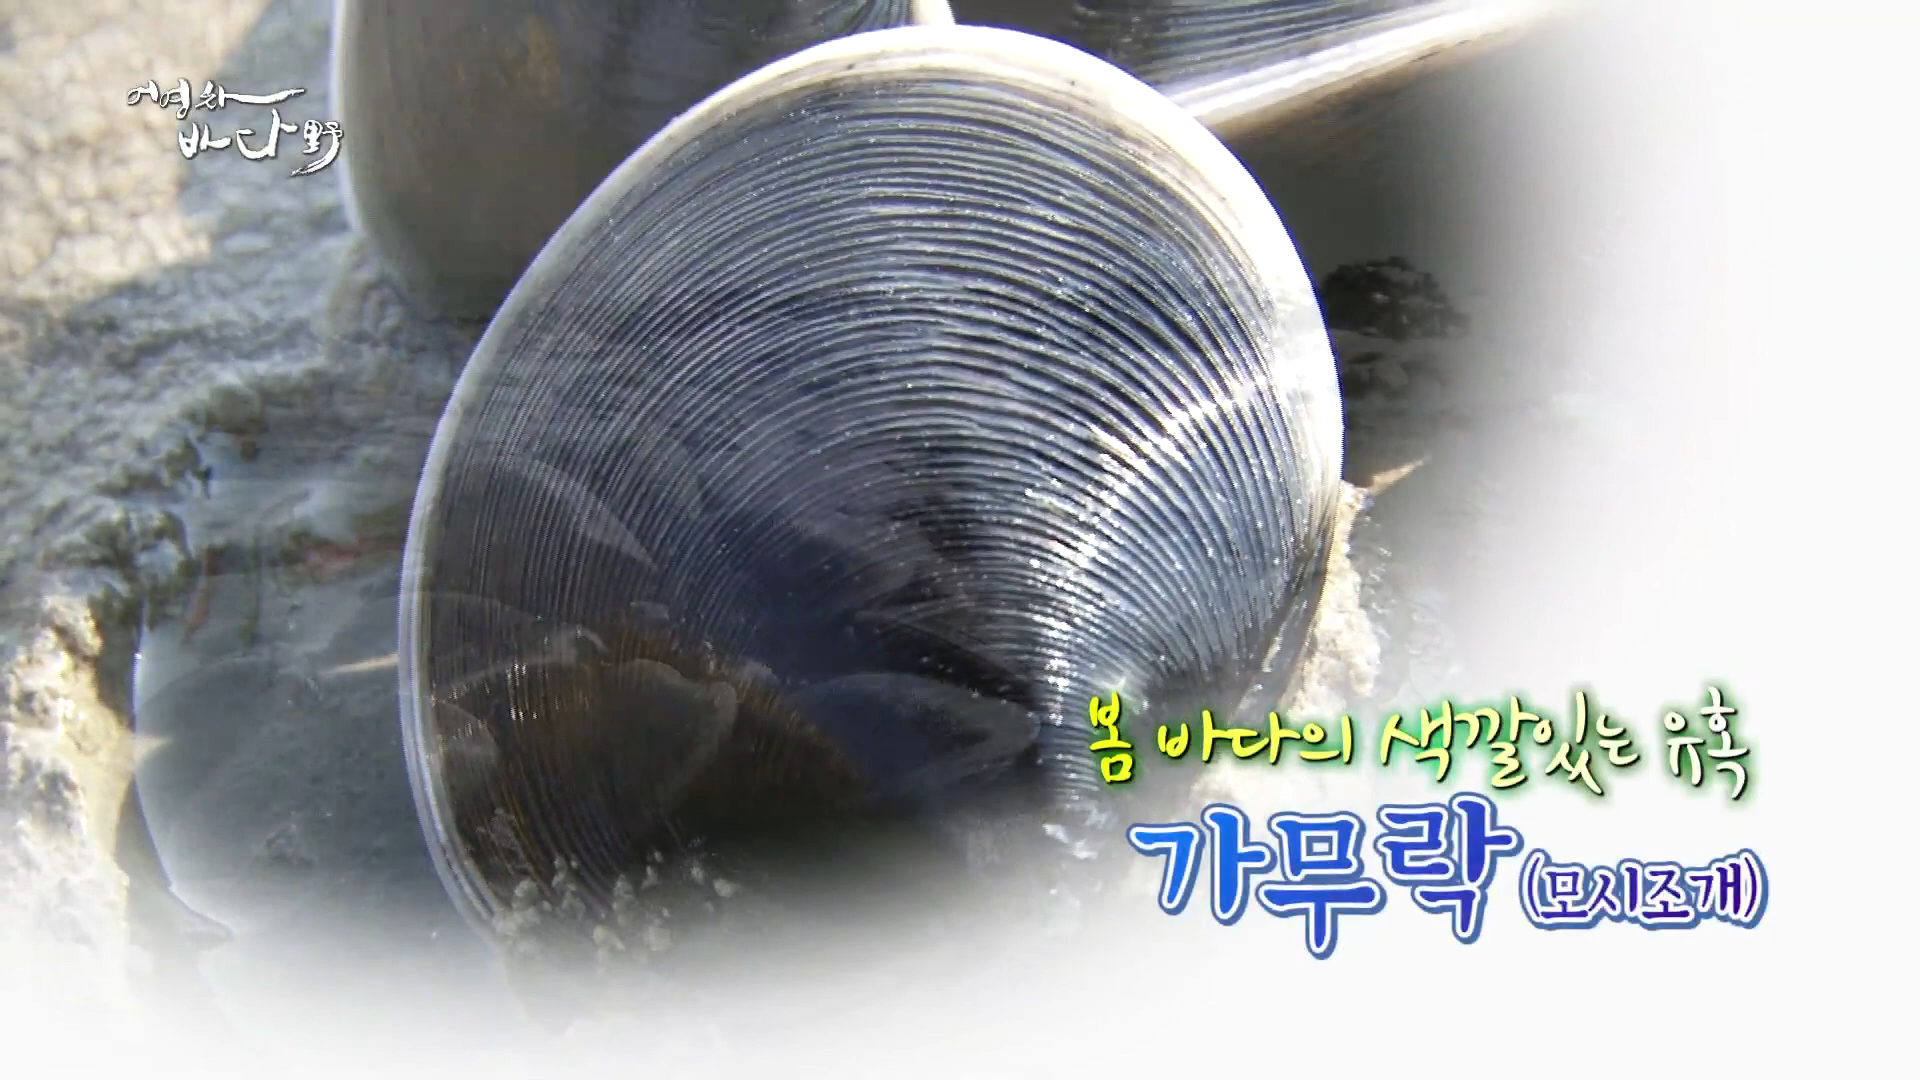 어영차
바다野
봄 바다의 색깔있는 유혹
가무락(모시조개)